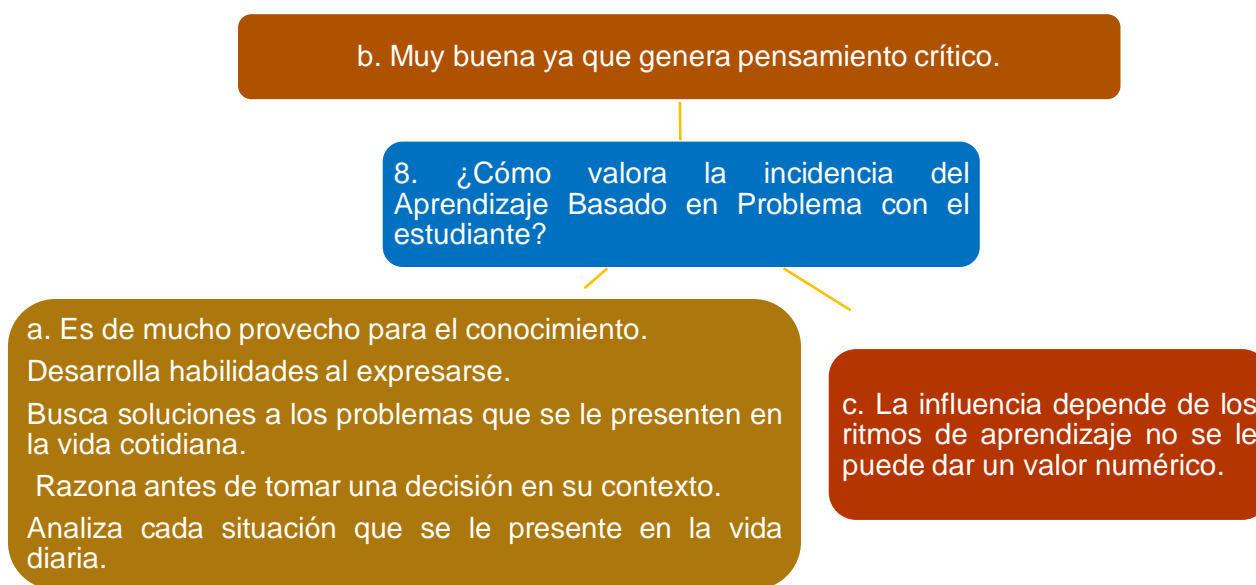 b. Muy buena ya que genera pensamiento crítico.
8. ¿Cómo valora la incidencia del
Aprendizaje Basado en Problema con el
estudiante?
a. Es de mucho provecho para el conocimiento.
Desarrolla habilidades al expresarse.
Busca soluciones a los problemas que se le presenten en
la vida cotidiana.
Razona antes de tomar una decisión en su contexto.
Analiza cada situación que se le presente en la vida
diaria.
c. La influencia depende de los
ritmos de aprendizaje no se le
puede dar un valor numérico.